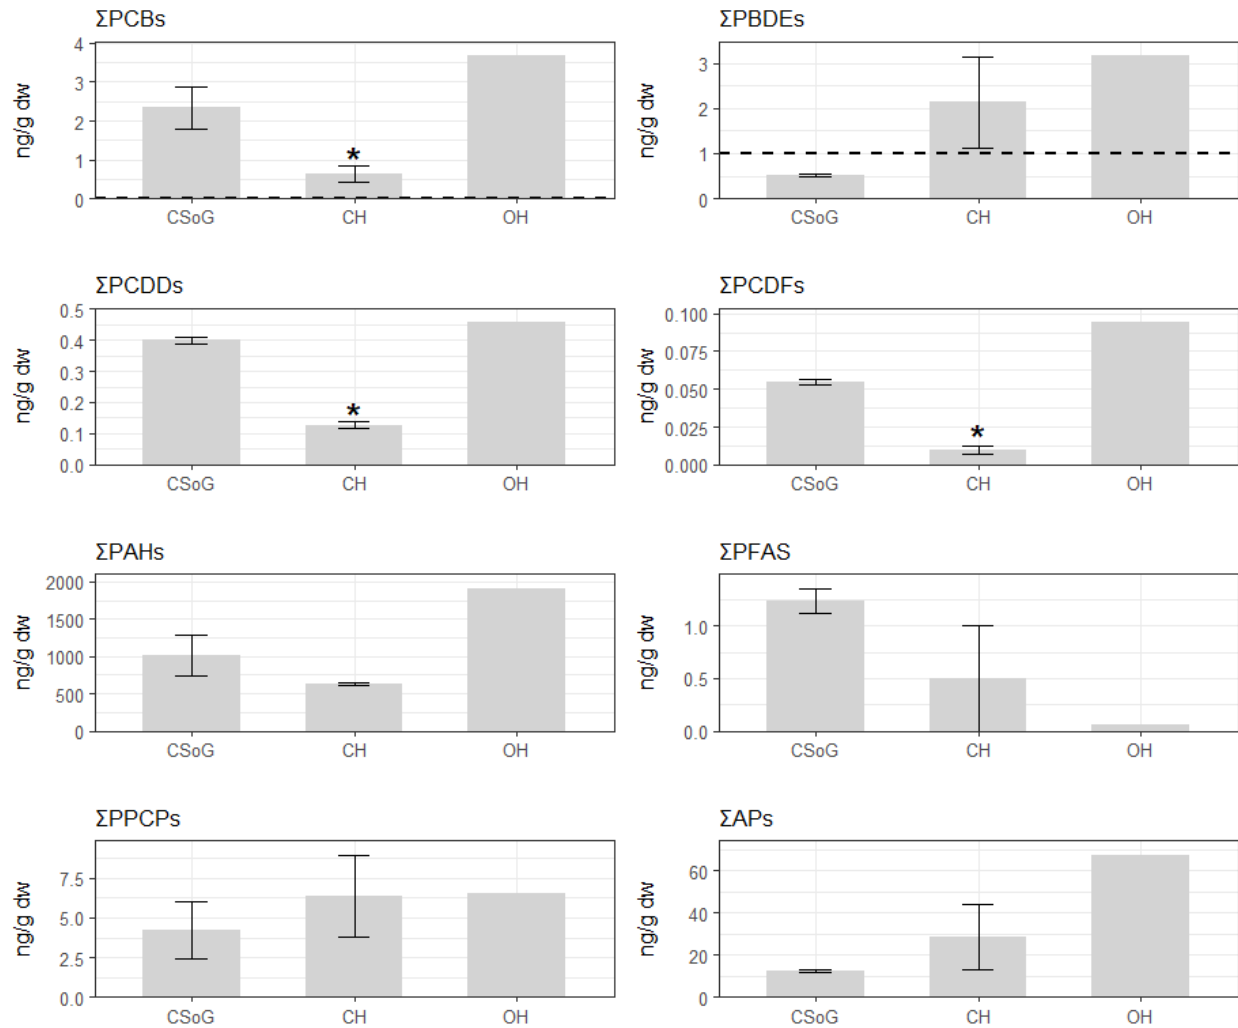 ΣPCBs
ng/g dw
4
3
2
1
0
*
CSoG CH OH
ΣPBDEs
ng/g dw
3
2
1
0
CSoG CH OH
ΣPCDDs
ng/g dw
0.5
0.4
0.3
0.2
0.1
0.0
*
CSoG CH OH
ΣPCDFs
ng/g dw
0.100
0.075
0.050
0.025
0.000
*
CSoG CH OH
ΣPAHs
ng/g dw
2000
1500
1000
500
0
CSoG CH OH
ΣPFAS
ng/g dw
1.0
0.5
0.0
CSoG CH OH
ΣPPCPs
ng/g dw
7.5
5.0
2.5
0.0
CSoG CH OH
ΣAPs
ng/g dw
60
40
20
0
CSoG CH OH